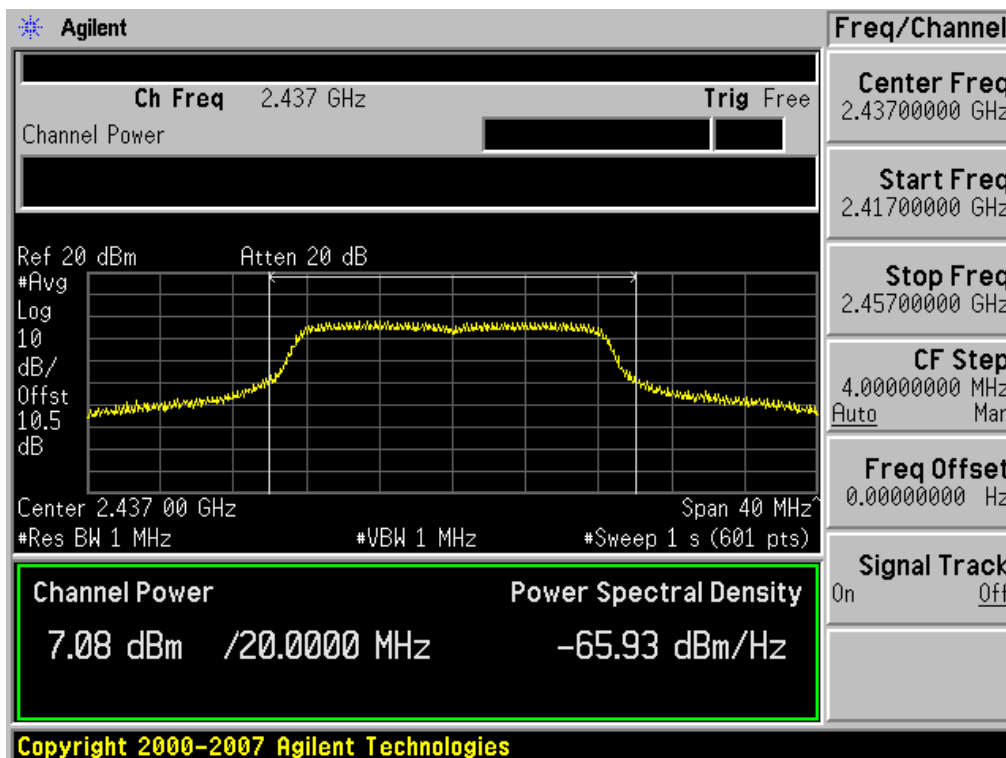 Agilent
Freq/Channel
Ch Freq 2.437 GHz Trig Free
Channel Power
Center Freq
2.43700000 GHz
Start Freq
2.41700000 GHz
Stop Freq
2.45700000 GHz
CF Step
4.00000000 MHz
Auto Man
Freq Offset
0.00000000 Hz
Signal Track
On Off
Ref 20 dBm Atten 20 dB
#Avg
Log
10
dB/
Offst
10.5
dB
Center 2.437 00 GHz Span 40 MHz^
#Res BW 1 MHz #VBW 1 MHz #Sweep 1 s (601 pts)
Channel Power Power Spectral Density
7.08 dBm /20.0000 MHz -65.93 dBm/Hz
Copyright 2000-2007 Agilent Technologies